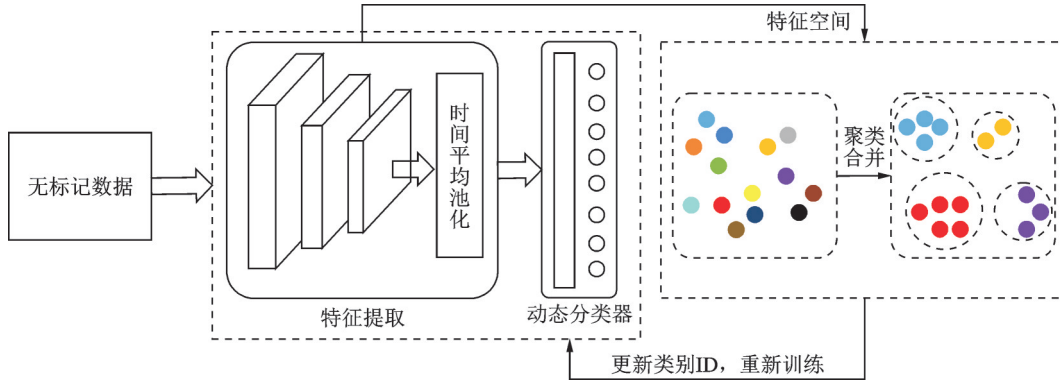 特征空间
无标记数据
时间平均池化
聚类
合并
特征提取
动态分类器
更新类别ID，重新训练